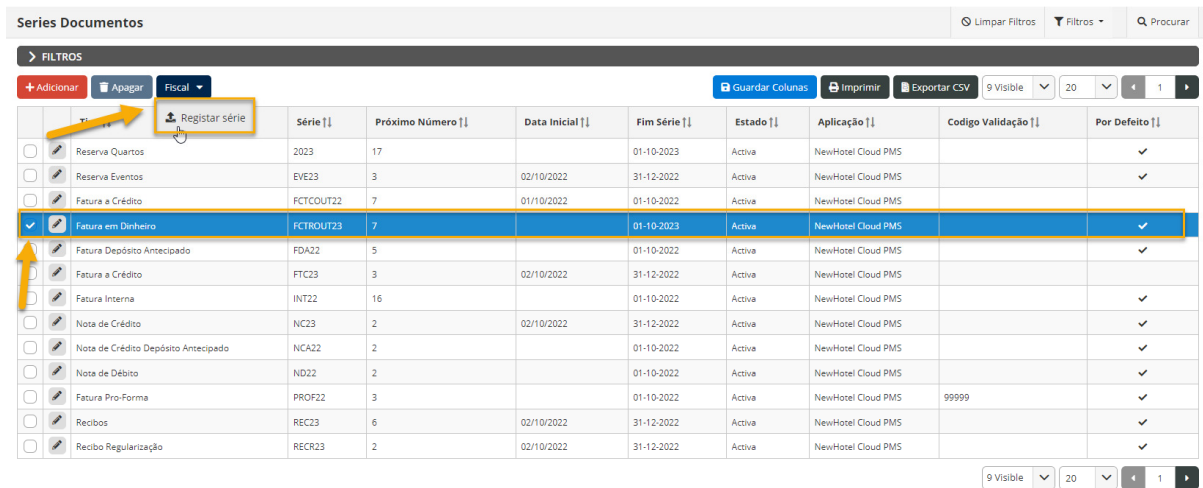 Series Documentos Limpar Filtros Filtros Procurar
FILTROS
Adicionar Apagar Fiscal Guardar Colunas Imprimir Exportar CSV 9 Visible 20 1
Registar série
Série Próximo Número Data Inicial Fim Série Estado Aplicação Codigo Validação Por Defeito
Reserva Quartos 2023 17 01-10-2023 Activa NewHotel Cloud PMS
Reserva Eventos EVE23 3 02/10/2022 31-12-2022 Activa NewHotel Cloud PMS
Fatura a Crédito FCTCOUT22 7 01/10/2022 01-10-2022 Activa NewHotel Cloud PMS
Fatura em Dinheiro FCTROUT23 7 01-10-2023 Activa NewHotel Cloud PMS
Fatura Depósito Antecipado FDA22 5 01-10-2022 Activa NewHotel Cloud PMS
Fatura a Crédito FTC23 3 02/10/2022 31-12-2022 Activa NewHotel Cloud PMS
Fatura Interna INT22 16 01-10-2022 Activa NewHotel Cloud PMS
Nota de Crédito NC23 2 02/10/2022 31-12-2022 Activa NewHotel Cloud PMS
Nota de Crédito Depósito Antecipado NCA22 2 01-10-2022 Activa NewHotel Cloud PMS
Nota de Débito ND22 2 01-10-2022 Activa NewHotel Cloud PMS
Fatura Pro-Forma PROF22 3 01-10-2022 Activa NewHotel Cloud PMS 99999
Recibos REC23 6 02/10/2022 31-12-2022 Activa NewHotel Cloud PMS
Recibo Regularização RECR23 2 02/10/2022 31-12-2022 Activa NewHotel Cloud PMS
9 Visible 20 1